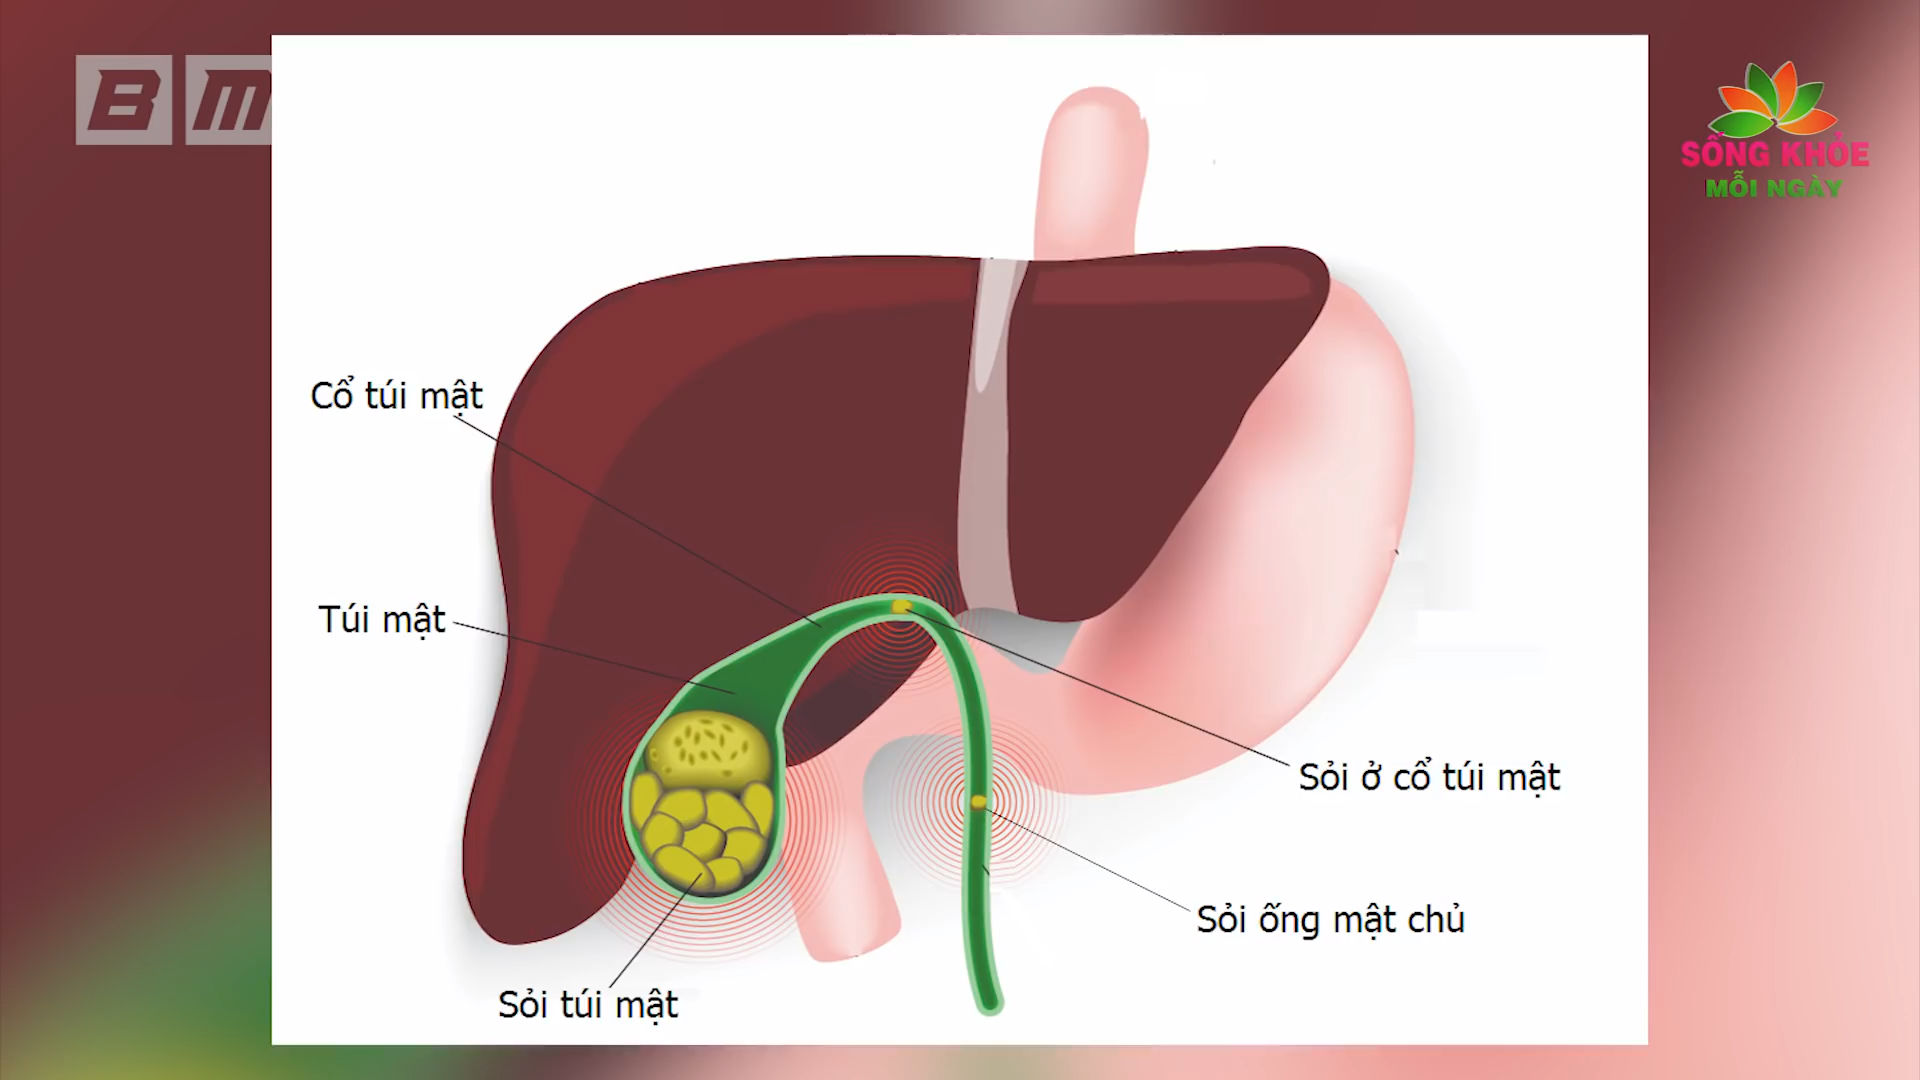 BM
SỐNG KHỎE
MỖI NGÀY
Cổ túi mật
Túi mật
Sỏi ở cổ túi mật
Sỏi ống mật chủ
Sỏi túi mật